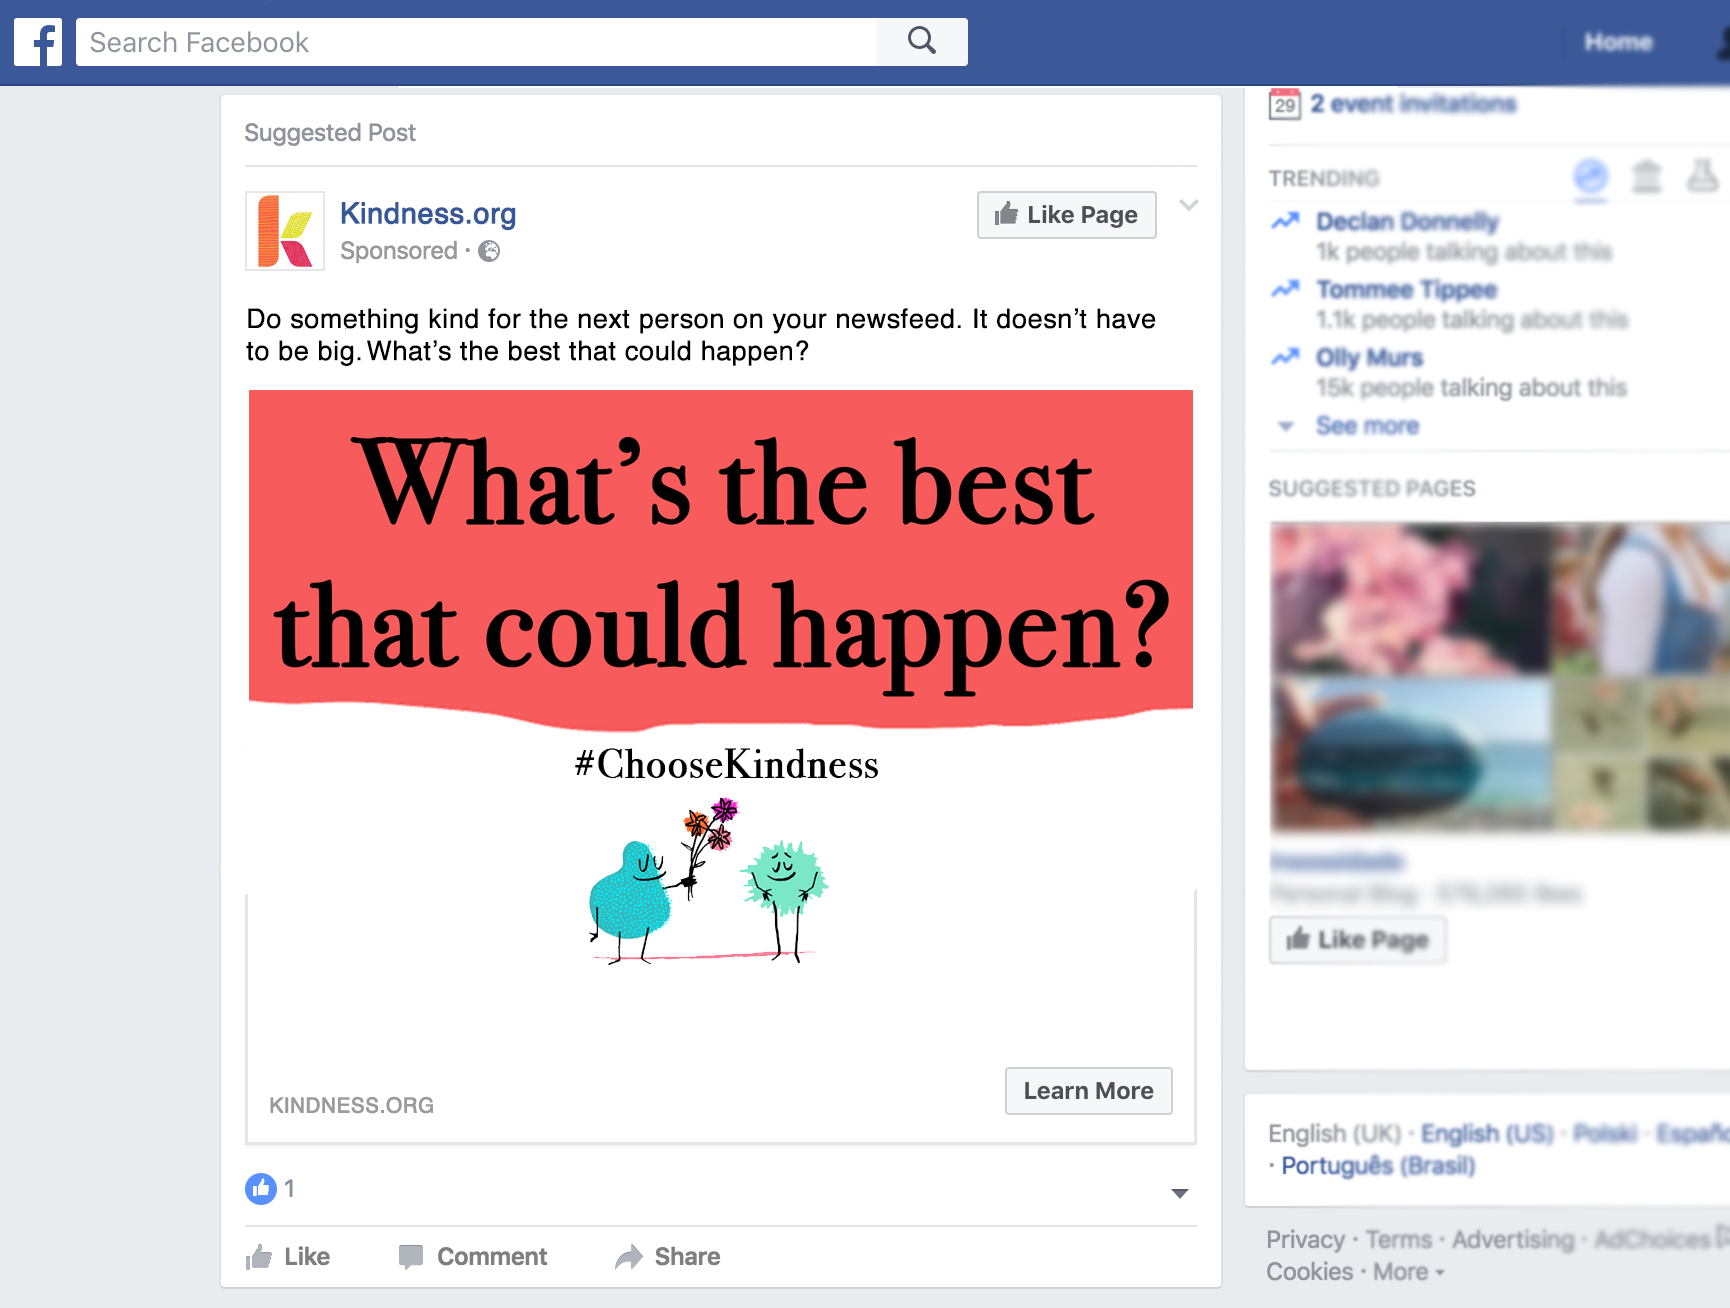 Search Facebook
Home
Suggested Post
Kindness.org
Sponsored ·
Like Page
Do something kind for the next person on your newsfeed. It doesn’t have
to be big. What’s the best that could happen?
What’s the best
that could happen?
#ChooseKindness
KINDNESS.ORG
Learn More
1
Like
Comment
Share
29
2 event invitations
TRENDING
Declan Donnelly
1k people talking about this
Tommee Tippee
1.1k people talking about this
Olly Murs
15k people talking about this
See more
SUGGESTED PAGES
Personal Blog ·
Like Page
English (UK) · English (US) · Polski · Españo
· Português (Brasil)
Privacy · Terms · Advertising · AdChoices
Cookies · More